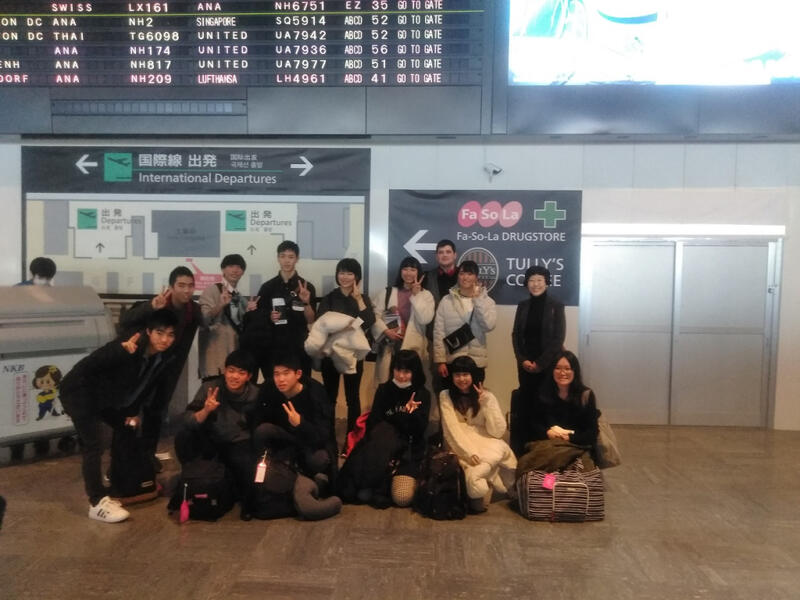 SWISS LX161 ANA NH6751 EZ 35 GO TO GATE
ON DC ANA NH2 SINGAPORE SQ5914 ABCD 52 GO TO GATE
ON DC THAI TG6098 UNITED UA7942 ABCD 52 GO TO GATE
ANA NH174 UNITED UA7936 ABCD 56 GO TO GATE
ENH ANA NH817 UNITED UA7977 ABCD 51 GO TO GATE
DORF ANA NH209 LUFTHANSA LH4961 ABCD 41 GO TO GATE
国際線 出発
International Departures
出発
Departures
出発
Departures
Fa So La
Fa-So-La DRUGSTORE
TULLY'S
TULLY'S
COFFEE
NKB